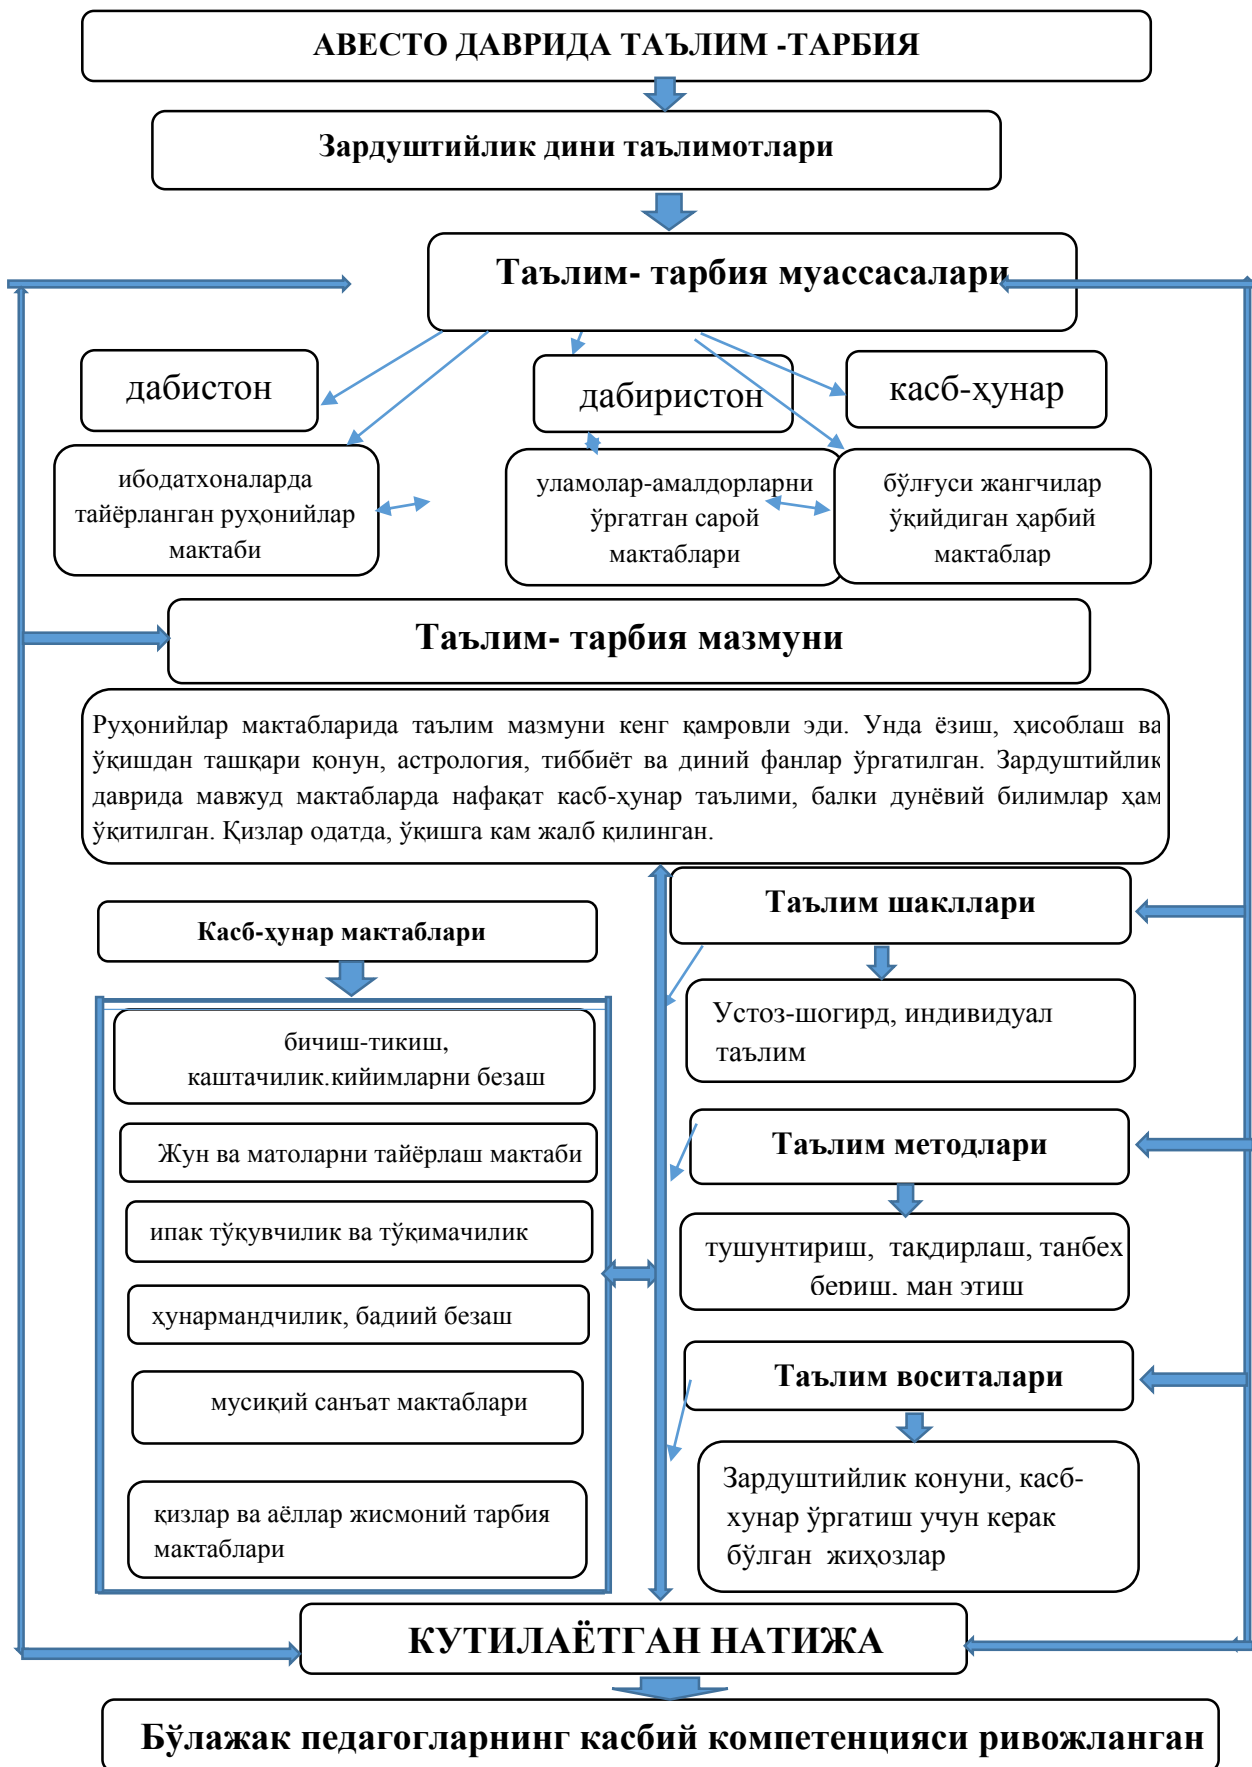 АВЕСТО ДАВРИДА ТАЪЛИМ -ТАРБИЯ
Зардуштийлик дини таълимотлари
Таълим- тарбия муассасалари
дабистон
дабиристон
касб-ҳунар
ибодатхоналарда
тайёрланган руҳонийлар
мактаби
уламолар-амалдорларни
ўргатган сарой
мактаблари
бўлғуси жангчилар
ўқийдиган ҳарбий
мактаблар
Таълим- тарбия мазмуни
Руҳонийлар мактабларида таълим мазмуни кенг қамровли эди. Унда ёзиш, ҳисоблаш ва
ўқишдан ташқари қонун, астрология, тиббиёт ва диний фанлар ўргатилган. Зардуштийлик
даврида мавжуд мактабларда нафақат касб-ҳунар таълими, балки дунёвий билимлар ҳам
ўқитилган. Қизлар одатда, ўқишга кам жалб қилинган.
Касб-ҳунар мактаблари
бичиш-тикиш,
каштачилик.кийимларни безаш
Жун ва матоларни тайёрлаш мактаби
ипак тўқувчилик ва тўқимачилик
ҳунармандчилик, бадиий безаш
мусиқий санъат мактаблари
қизлар ва аёллар жисмоний тарбия
мактаблари
Таълим шакллари
Устоз-шогирд, индивидуал
таълим
Таълим методлари
тушунтириш, тақдирлаш, танбех
бериш, ман этиш
Таълим воситалари
Зардуштийлик конуни, касб-
хунар ўргатиш учун керак
бўлган жиҳозлар
КУТИЛАЁТГАН НАТИЖА
Бўлажак педагогларнинг касбий компетенцияси ривожланган